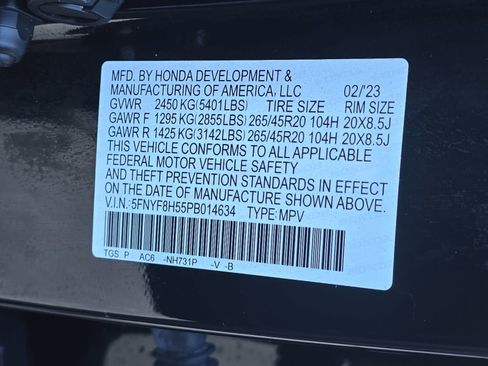 MFD. BY HONDA DEVELOPMENT &
MANUFACTURING OF AMERICA, LLC 02/'23
GVWR 2450 KG(5401LBS) TIRE SIZE RIM SIZE
GAWR F 1295 KG(2855LBS) 265/45R20 104H 20X8.5J
GAWR R 1425 KG(3142LBS) 265/45R20 104H 20X8.5J
THIS VEHICLE CONFORMS TO ALL APPLICABLE
FEDERAL MOTOR VEHICLE SAFETY
AND THEFT PREVENTION STANDARDS IN EFFECT
ON THE DATE OF MANUFACTURE SHOWN ABOVE.
V.I.N.: 5FNYF8H55PB014634 TYPE: MPV
TGS P AC6 -NH731P -V -B